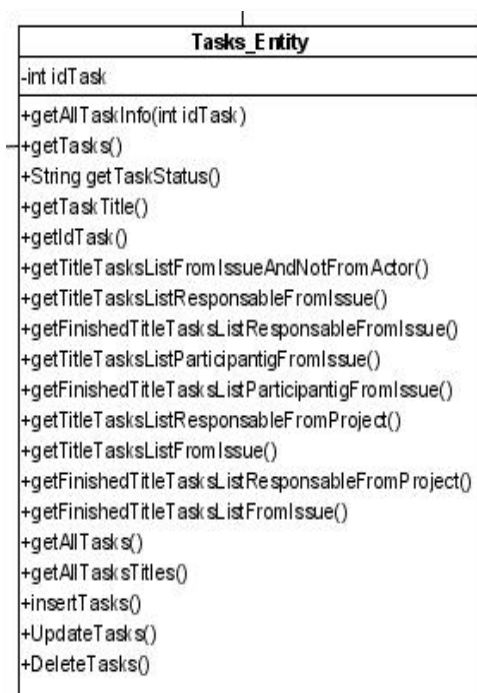 Tasks_Entity
-int idTask
+getAllTaskInfo(int idTask)
+getTasks()
+String getTaskStatus()
+getTaskTitle()
+getIdTask()
+getTitleTasksListFromIssueAndNotFromActor()
+getTitleTasksListResponsableFromIssue()
+getFinishedTitleTasksListResponsableFromIssue()
+getTitleTasksListParticipantigFromIssue()
+getFinishedTitleTasksListParticipantigFromIssue()
+getTitleTasksListResponsableFromProject()
+getTitleTasksListFromIssue()
+getFinishedTitleTasksListResponsableFromProject()
+getFinishedTitleTasksListFromIssue()
+getAllTasks()
+getAllTasksTitles()
+insertTasks()
+UpdateTasks()
+DeleteTasks()